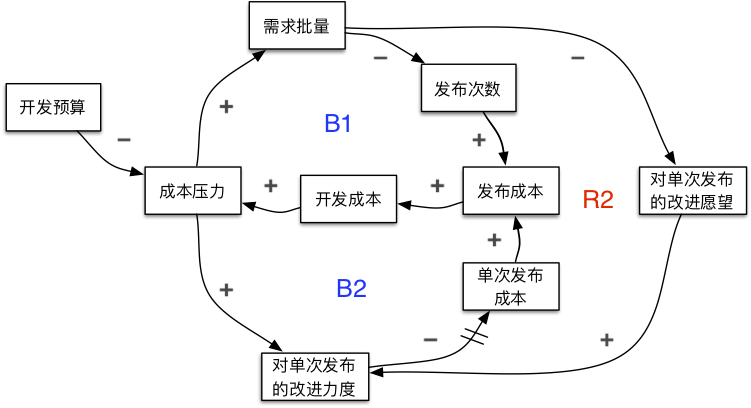 需求批量
−
−
发布次数
开发预算
+
B1
−
+
成本压力
+
开发成本
+
发布成本
对单次发布
的改进愿望
R2
+
B2
+
单次发布
成本
−
+
对单次发布
的改进力度